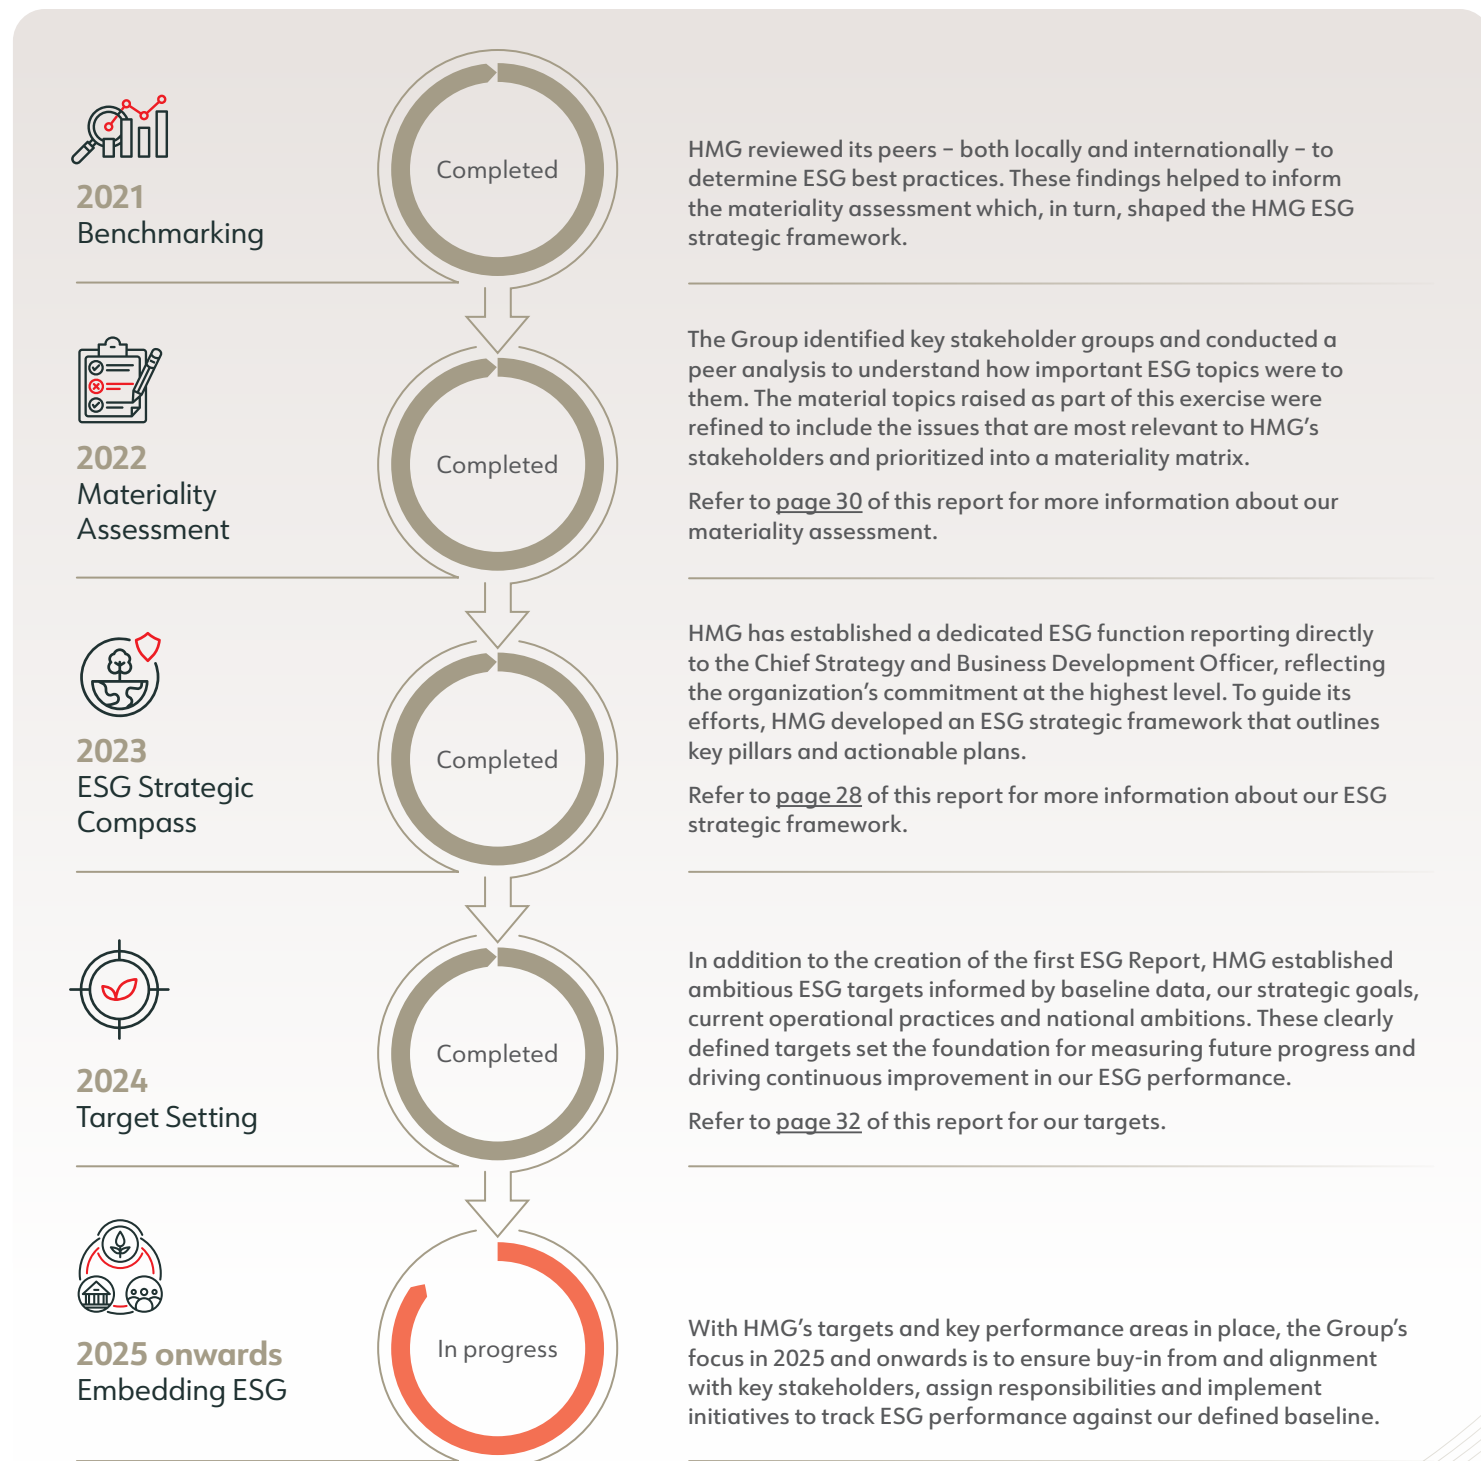 2021
Benchmarking
Completed
HMG reviewed its peers – both locally and internationally – to
determine ESG best practices. These findings helped to inform
the materiality assessment which, in turn, shaped the HMG ESG
strategic framework.
2022
Materiality
Assessment
Completed
The Group identified key stakeholder groups and conducted a
peer analysis to understand how important ESG topics were to
them. The material topics raised as part of this exercise were
refined to include the issues that are most relevant to HMG’s
stakeholders and prioritized into a materiality matrix.
Refer to page 30 of this report for more information about our
materiality assessment.
2023
ESG Strategic
Compass
Completed
HMG has established a dedicated ESG function reporting directly
to the Chief Strategy and Business Development Officer, reflecting
the organization’s commitment at the highest level. To guide its
efforts, HMG developed an ESG strategic framework that outlines
key pillars and actionable plans.
Refer to page 28 of this report for more information about our ESG
strategic framework.
2024
Target Setting
Completed
In addition to the creation of the first ESG Report, HMG established
ambitious ESG targets informed by baseline data, our strategic goals,
current operational practices and national ambitions. These clearly
defined targets set the foundation for measuring future progress and
driving continuous improvement in our ESG performance.
Refer to page 32 of this report for our targets.
2025 onwards
Embedding ESG
In progress
With HMG’s targets and key performance areas in place, the Group’s
focus in 2025 and onwards is to ensure buy-in from and alignment
with key stakeholders, assign responsibilities and implement
initiatives to track ESG performance against our defined baseline.